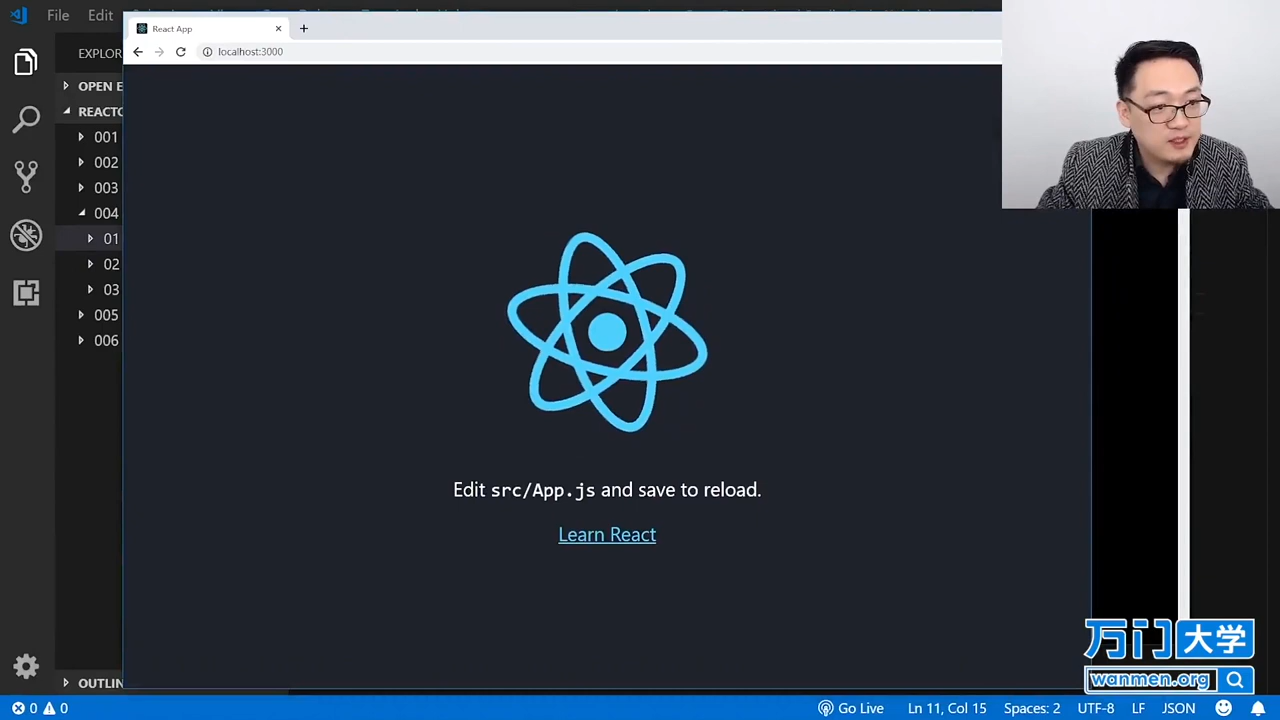 File Edit
React App
localhost:3000
EXPLOR
OPEN E
REACTO
001
002
003
004
01
02
03
005
006
Edit src/App.js and save to reload.
Learn React
万门大学
wanmen.org
OUTLIN
0 0
Go Live
Ln 11, Col 15
Spaces: 2
UTF-8
LF
JSON